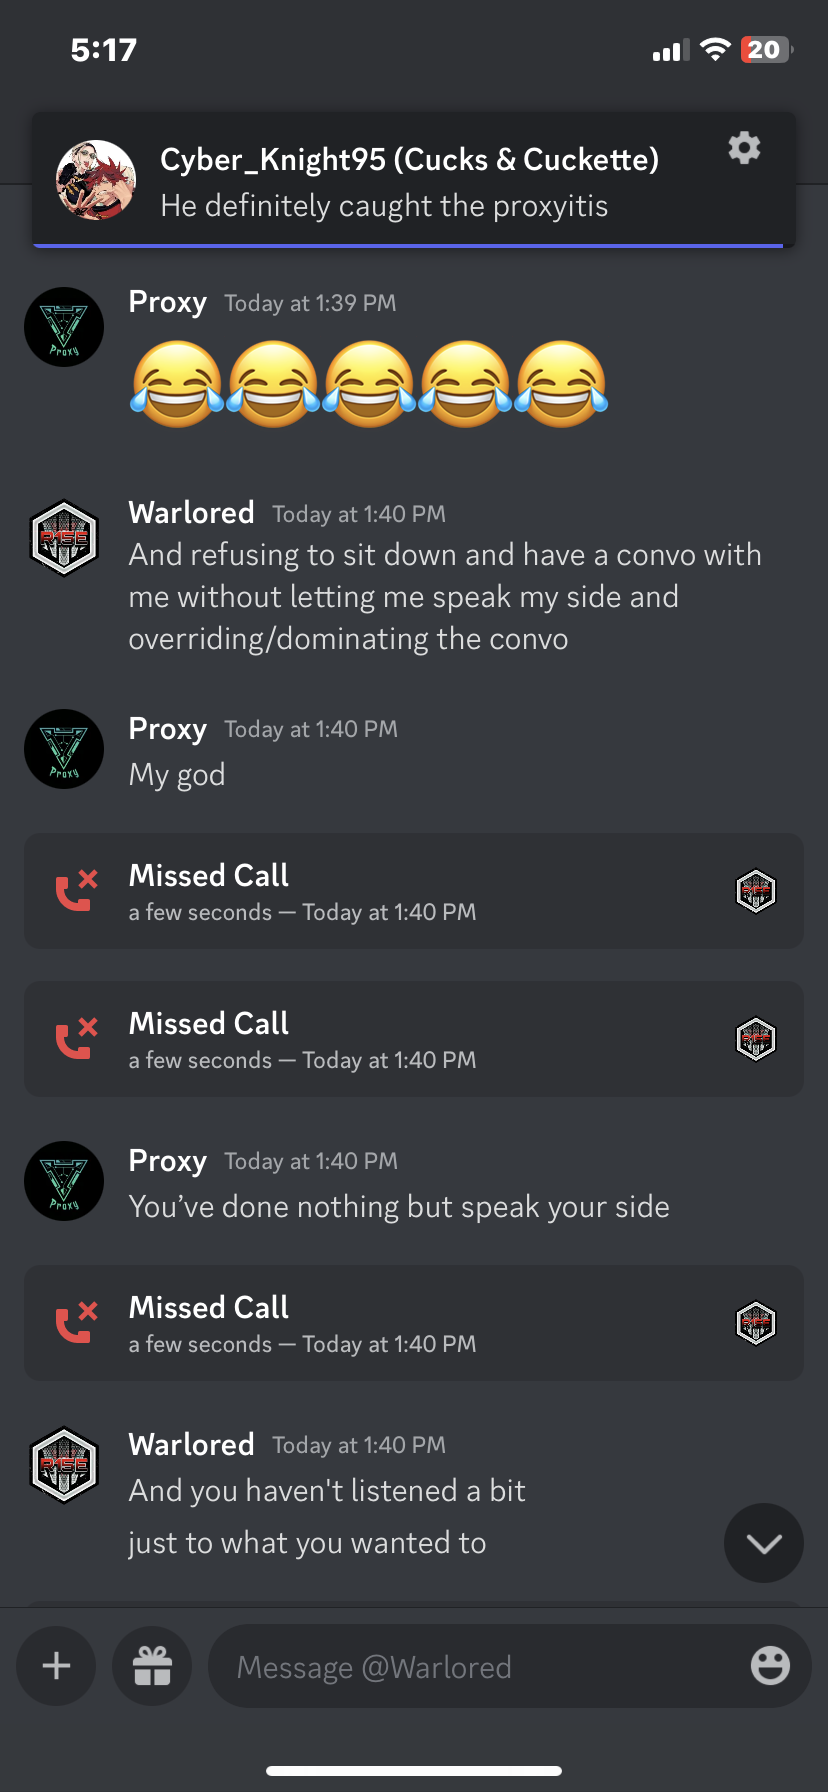 5:17
20
Cyber_Knight95 (Cucks & Cuckette)
He definitely caught the proxyitis
Proxy Today at 1:39 PM
Proxy
Warlored Today at 1:40 PM
R1SE
And refusing to sit down and have a convo with
me without letting me speak my side and
overriding/dominating the convo
Proxy Today at 1:40 PM
Proxy
My god
Missed Call
a few seconds — Today at 1:40 PM
Missed Call
a few seconds — Today at 1:40 PM
Proxy Today at 1:40 PM
Proxy
You’ve done nothing but speak your side
Missed Call
a few seconds — Today at 1:40 PM
Warlored Today at 1:40 PM
R1SE
And you haven't listened a bit
just to what you wanted to
Message @Warlored